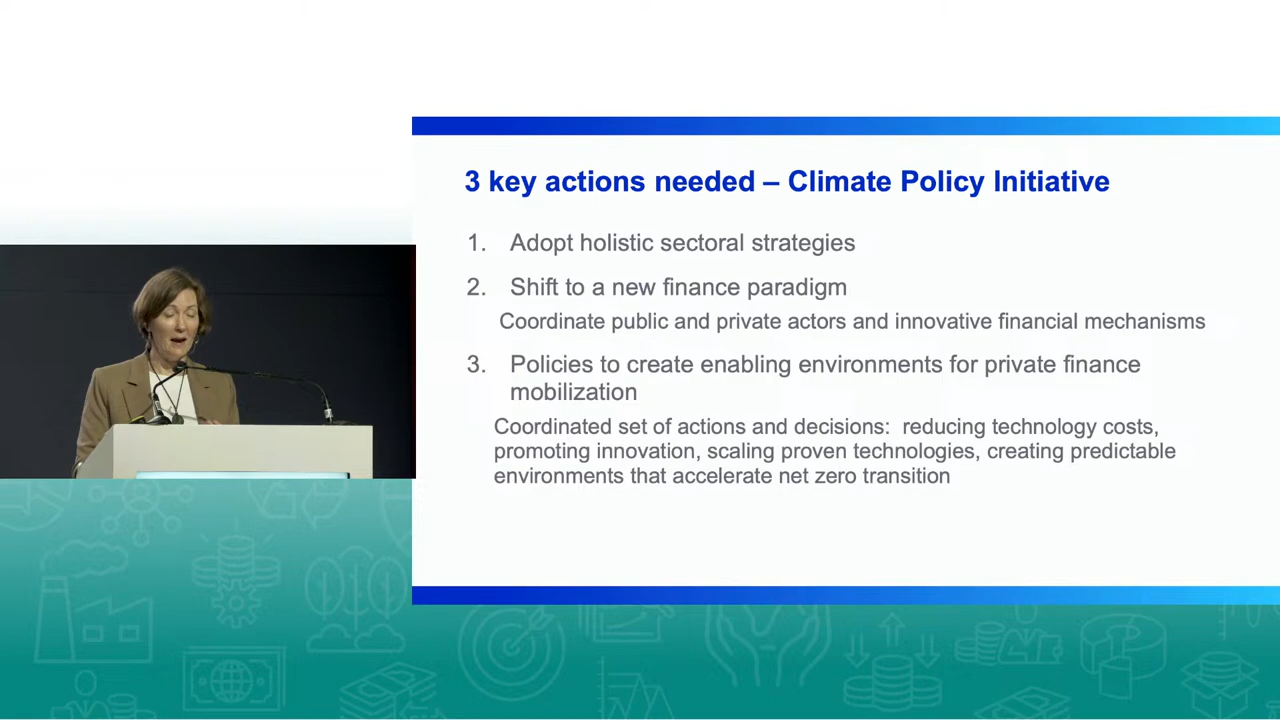 3 key actions needed – Climate Policy Initiative
1. Adopt holistic sectoral strategies
2. Shift to a new finance paradigm
Coordinate public and private actors and innovative financial mechanisms
3. Policies to create enabling environments for private finance
mobilization
Coordinated set of actions and decisions:  reducing technology costs,
promoting innovation, scaling proven technologies, creating predictable
environments that accelerate net zero transition